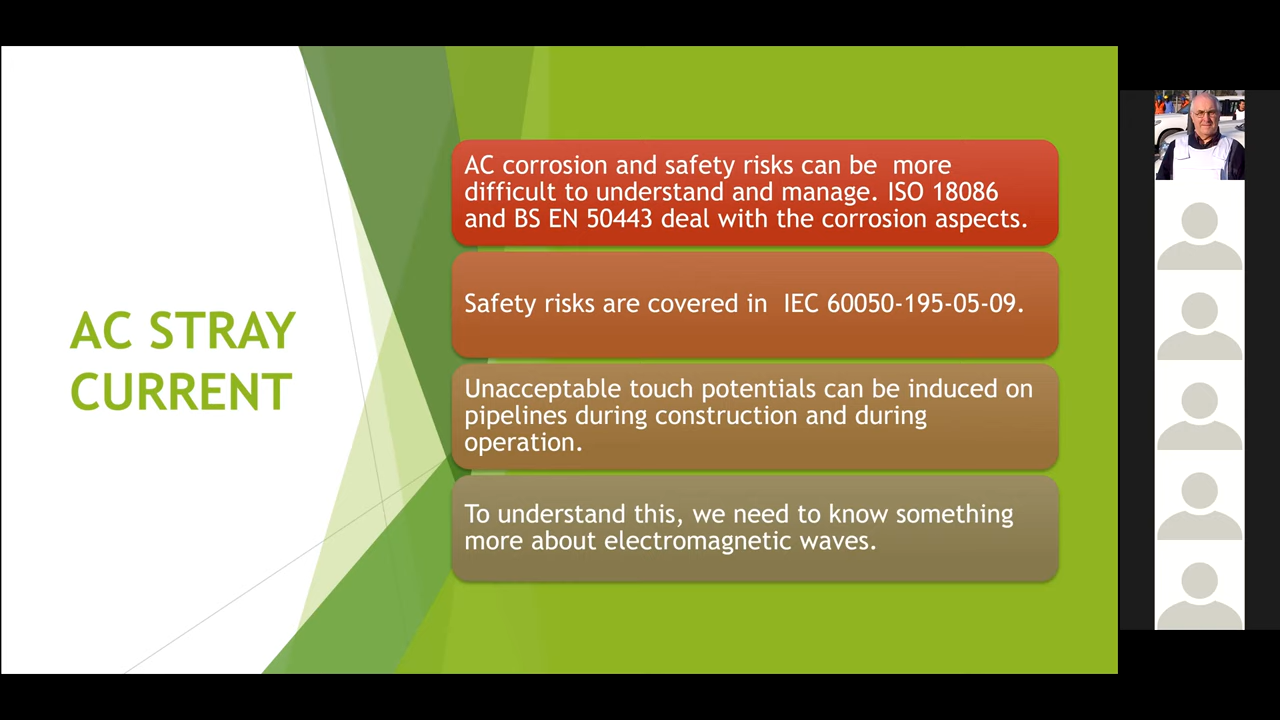 AC STRAY
CURRENT
AC corrosion and safety risks can be  more
difficult to understand and manage. ISO 18086
and BS EN 50443 deal with the corrosion aspects.
Safety risks are covered in  IEC 60050-195-05-09.
Unacceptable touch potentials can be induced on
pipelines during construction and during
operation.
To understand this, we need to know something
more about electromagnetic waves.